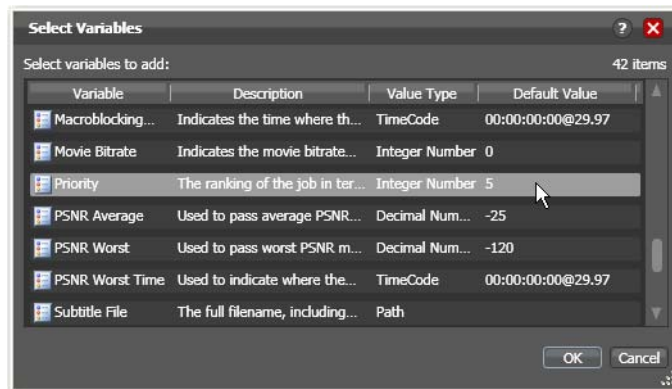 Select Variables ?
Select variables to add: 42 items
Variable Description Value Type Default Value
Macroblocking... Indicates the time where th... TimeCode 00:00:00:00@29.97
Movie Bitrate Indicates the movie bitrate... Integer Number 0
Priority The ranking of the job in ter... Integer Number 5
PSNR Average Used to pass average PSNR... Decimal Num... -25
PSNR Worst Used to pass worst PSNR m... Decimal Num... -120
PSNR Worst Time Used to indicate where the... TimeCode 00:00:00:00@29.97
Subtitle File The full filename, including... Path
OK Cancel